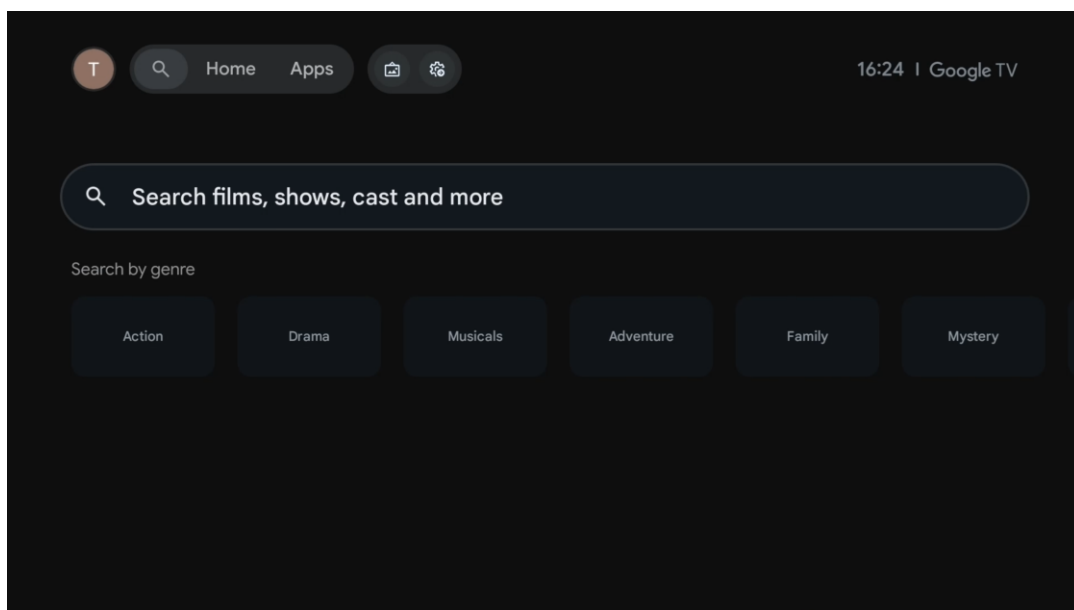 T Home Apps 16:24 | Google TV
Search films, shows, cast and more
Search by genre
Action Drama Musicals Adventure Family Mystery